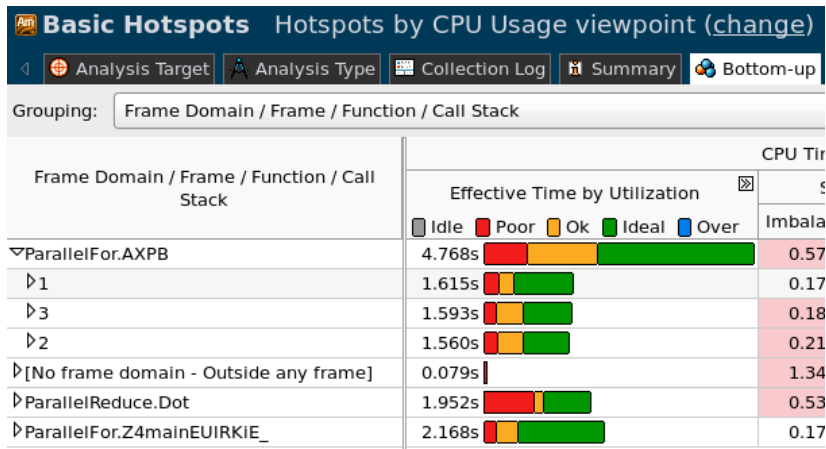 Basic Hotspots Hotspots by CPU Usage viewpoint (change)
Analysis Target Analysis Type Collection Log Summary Bottom-up
Grouping: Frame Domain / Frame / Function / Call Stack
CPU Tir
Frame Domain / Frame / Function / Call Stack
Effective Time by Utilization
Idle Poor Ok Ideal Over Imbala
ParallelFor.AXPB 4.768s 0.57
1 1.615s 0.17
3 1.593s 0.18
2 1.560s 0.21
[No frame domain - Outside any frame] 0.079s 1.34
ParallelReduce.Dot 1.952s 0.53
ParallelFor.Z4mainEUlRKiE_ 2.168s 0.17